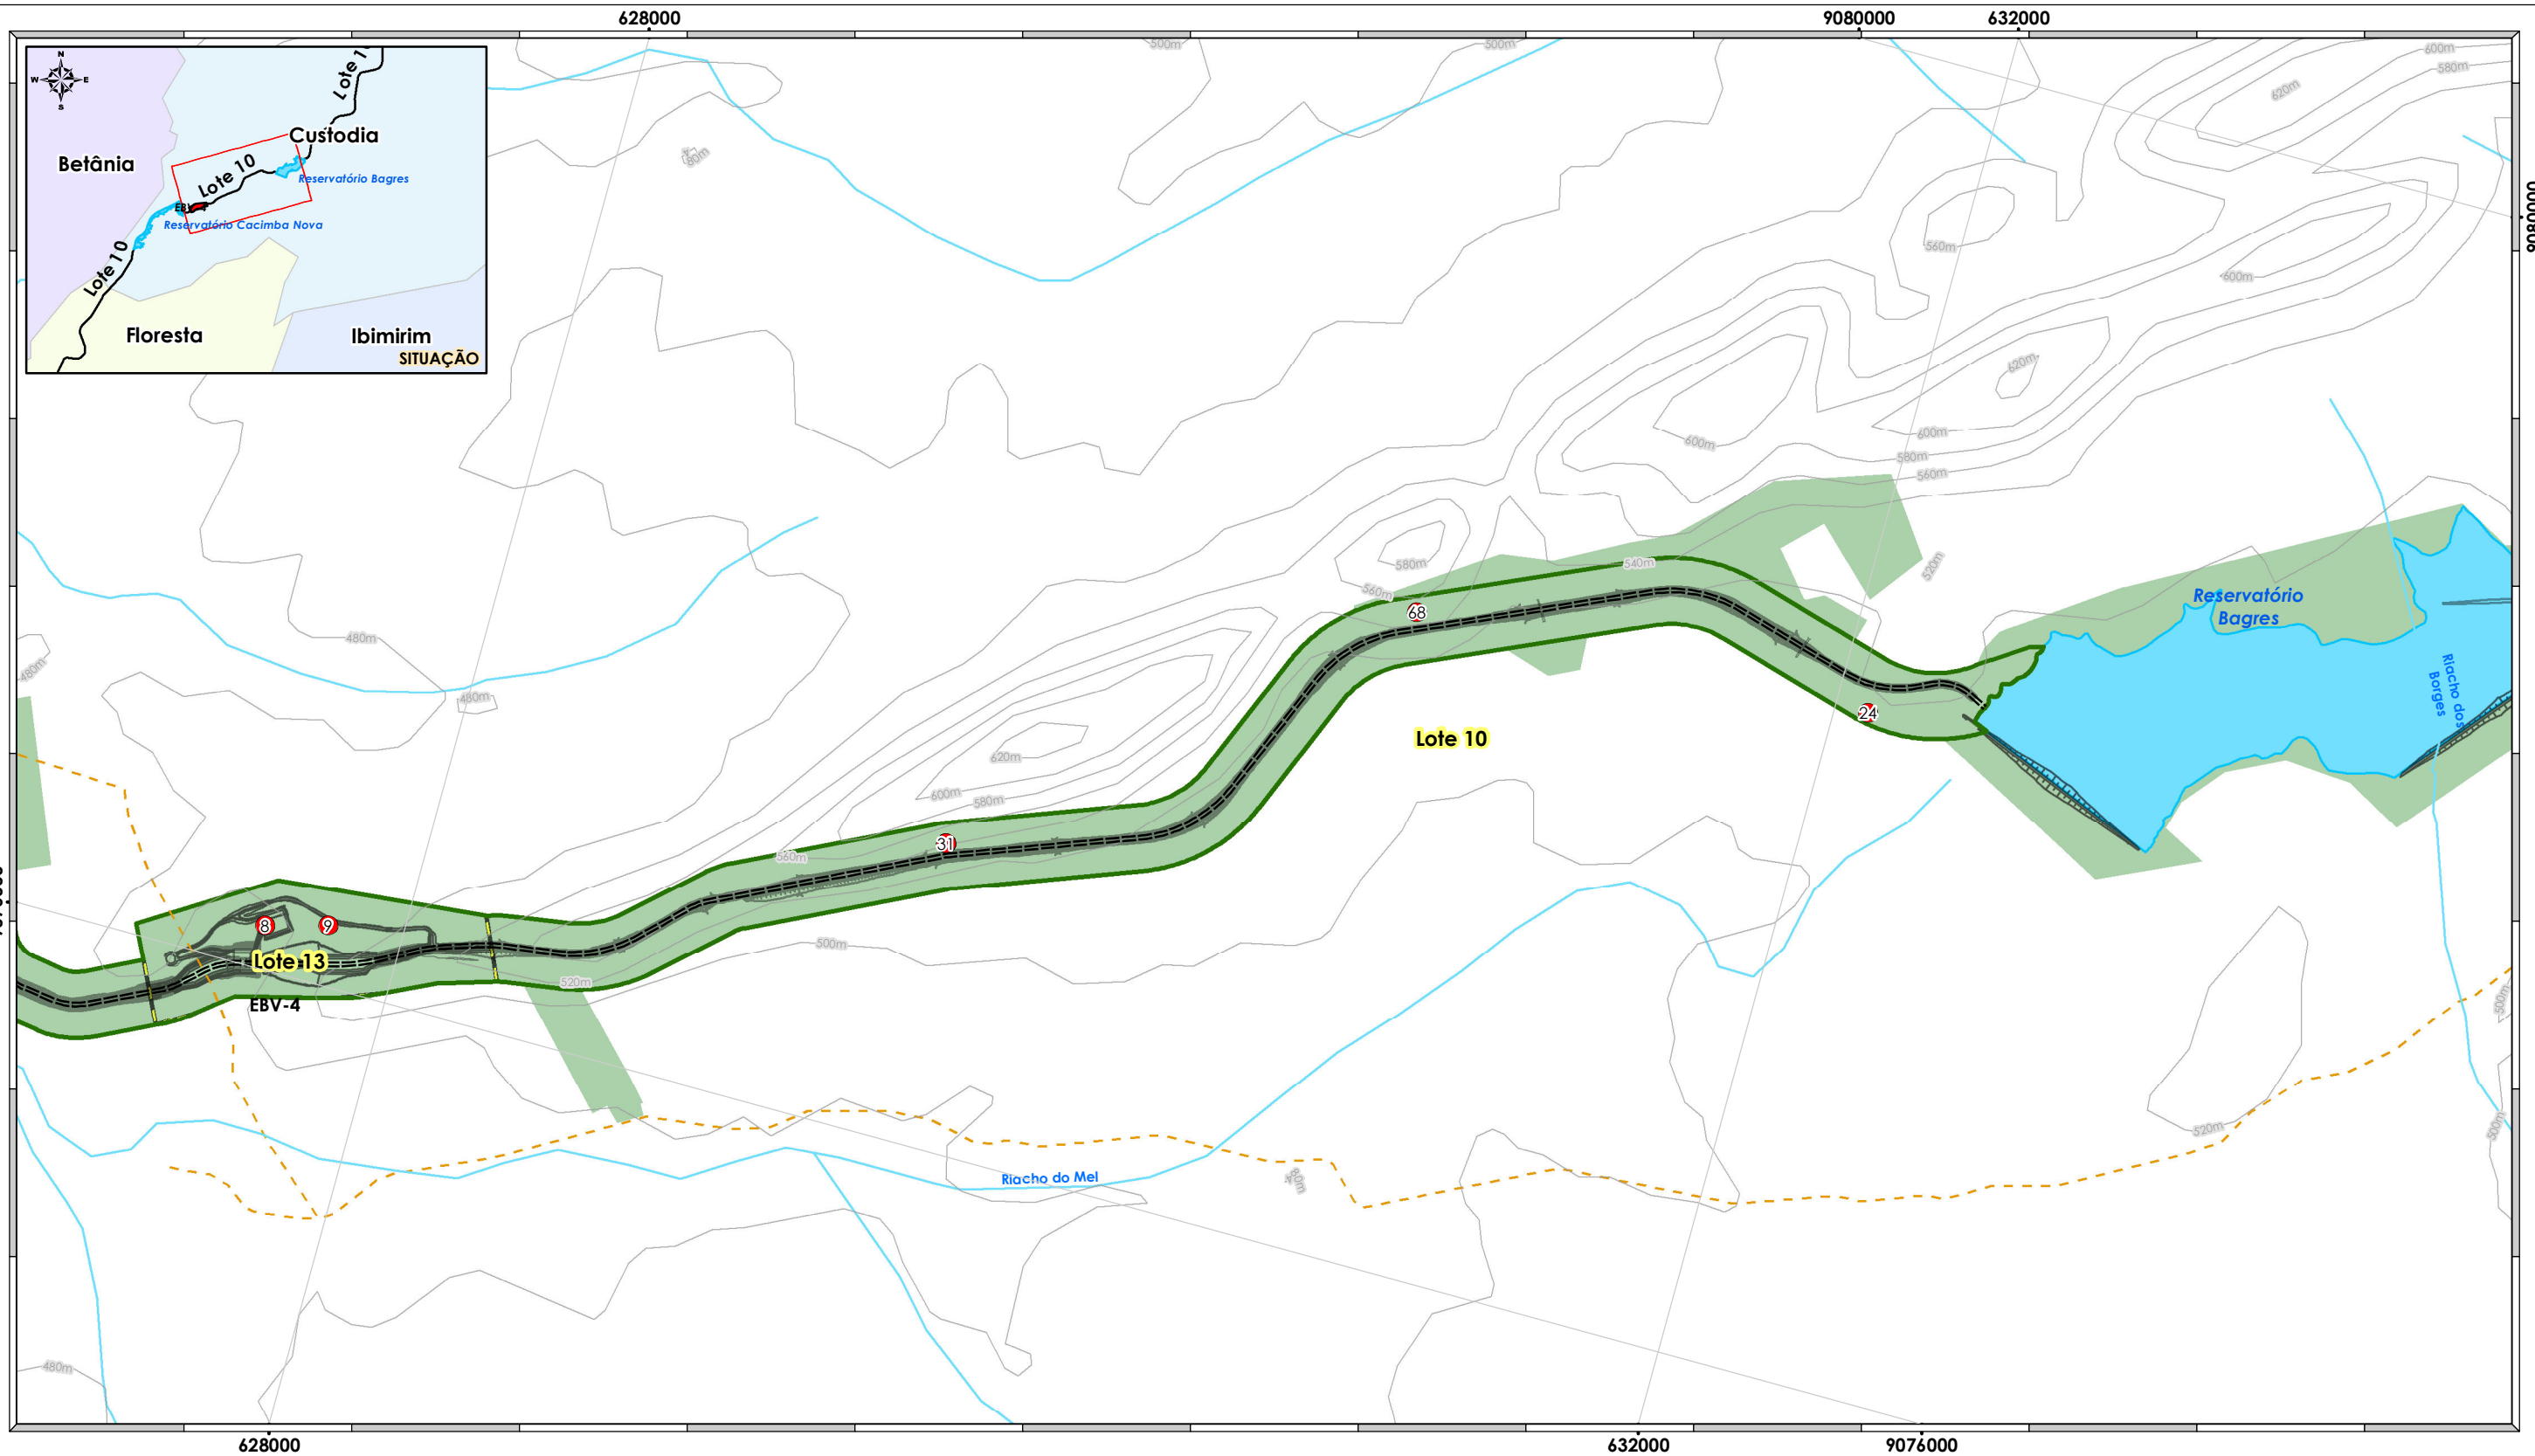 628000
9080000
632000
N
W
E
S
Betânia
Custodia
Lote 10
Reservatório Bagres
Reservatório Cacimba Nova
Lote 10
Floresta
Ibimirim
SITUAÇÃO
500m
500m
600m
580m
620m
560m
600m
620m
600m
600m
580m
560m
580m
560m
540m
520m
480m
480m
480m
620m
600m
580m
560m
500m
520m
500m
520m
500m
480m
Reservatório
Bagres
Riacho dos
Borges
68
24
31
8
9
Lote 10
Lote 13
EBV-4
Riacho do Mel
9080000
628000
632000
9076000